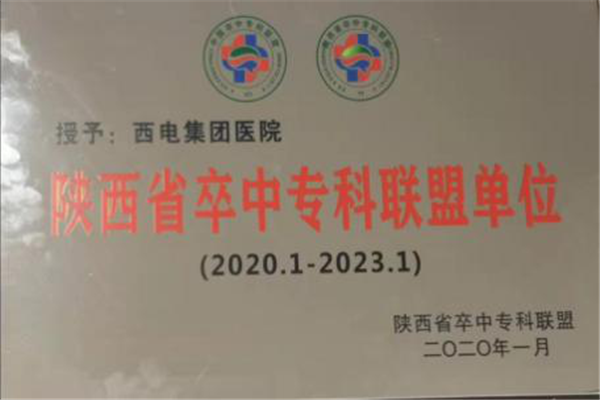 授予：西电集团医院
陕西省卒中专科联盟单位
(2020.1-2023.1)
陕西省卒中专科联盟
二〇二〇年一月